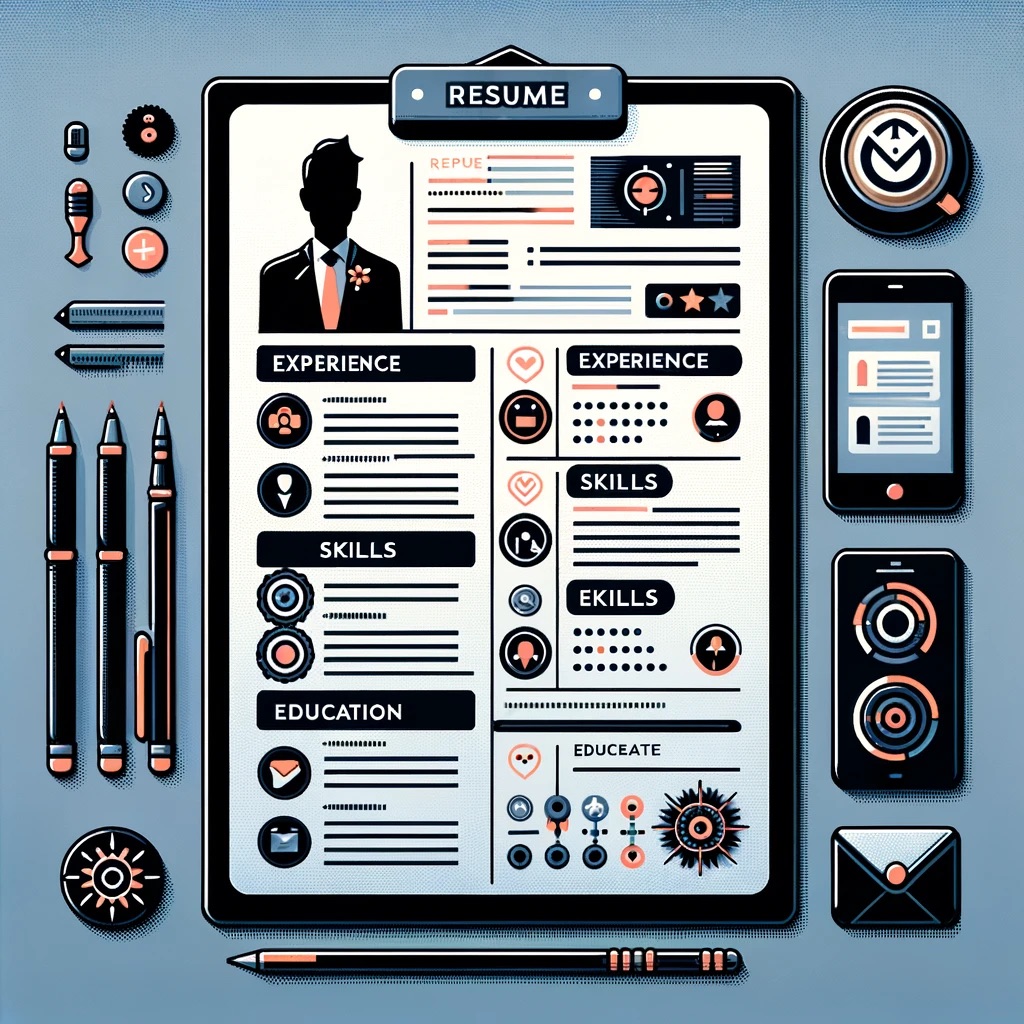 RESUME
REPUE
EXPERIENCE
SKILLS
EDUCATION
EXPERIENCE
SKILLS
EKILLS
EDUCEATE